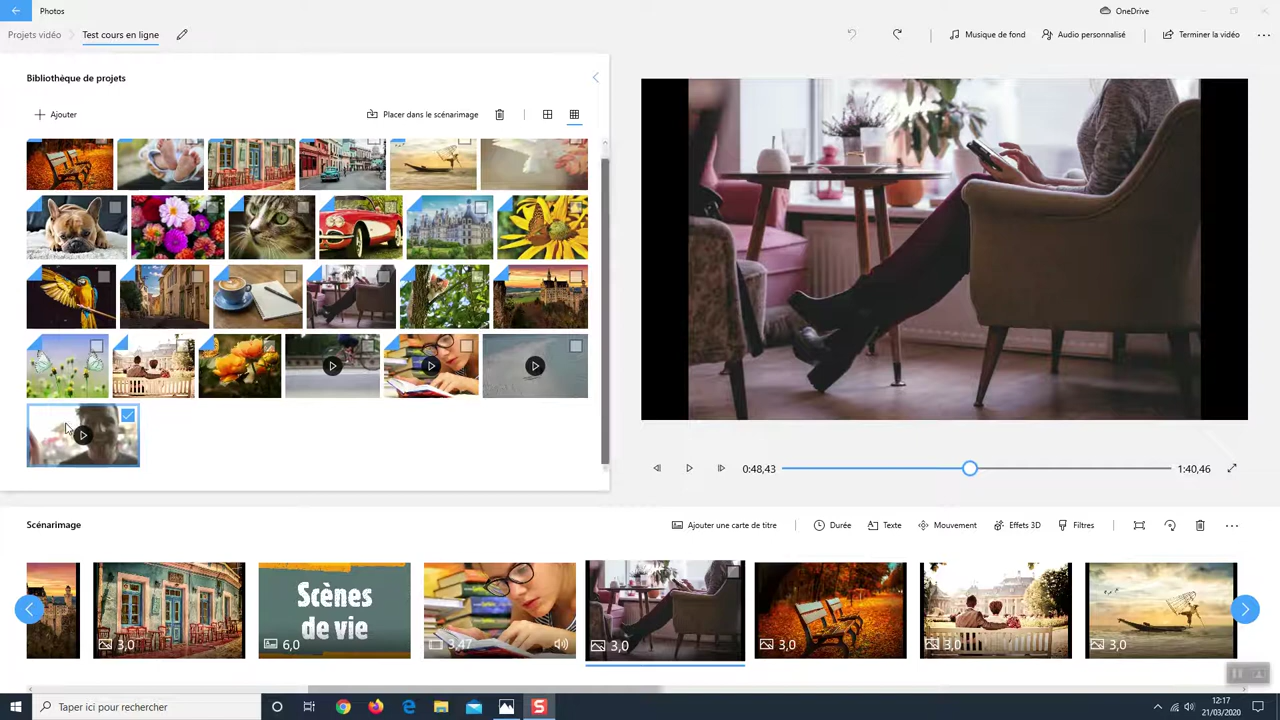 Photos
OneDrive
Projets vidéo
Test cours en ligne
Musique de fond
Audio personnalisé
Terminer la vidéo
Bibliothèque de projets
Ajouter
Placer dans le scénarimage
0:48,43
1:40,46
Scénarimage
Ajouter une carte de titre
Durée
Texte
Mouvement
Effets 3D
Filtres
3,0
Scènes
de vie
6,0
3,47
3,0
3,0
3,0
3,0
Taper ici pour rechercher
12:17
21/03/2020